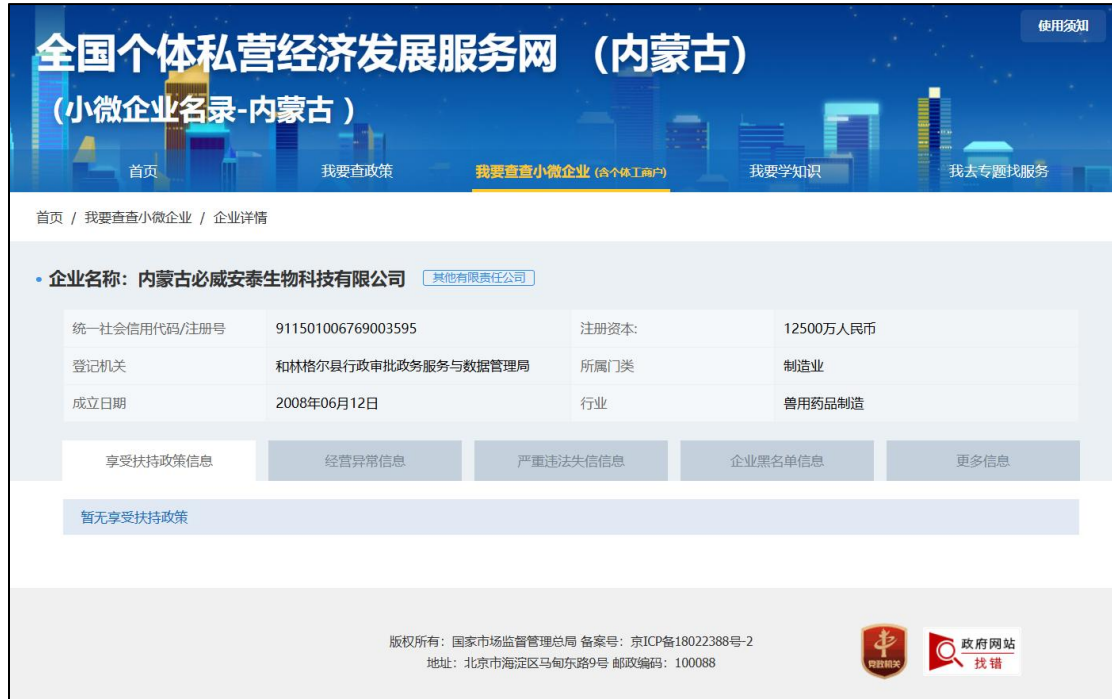 使用须知
全国个体私营经济发展服务网 （内蒙古）
（小微企业名录-内蒙古 ）
首页 我要查政策 我要查查小微企业 (含个体工商户) 我要学知识 我去专题找服务
首页 / 我要查查小微企业 / 企业详情
• 企业名称：内蒙古必威安泰生物科技有限公司 其他有限责任公司
统一社会信用代码/注册号 911501006769003595 注册资本: 12500万人民币
登记机关 和林格尔县行政审批政务服务与数据管理局 所属门类 制造业
成立日期 2008年06月12日 行业 兽用药品制造
享受扶持政策信息 经营异常信息 严重违法失信信息 企业黑名单信息 更多信息
暂无享受扶持政策
版权所有：国家市场监督管理总局 备案号：京ICP备18022388号-2
地址：北京市海淀区马甸东路9号 邮政编码：100088
党政机关
政府网站
找错